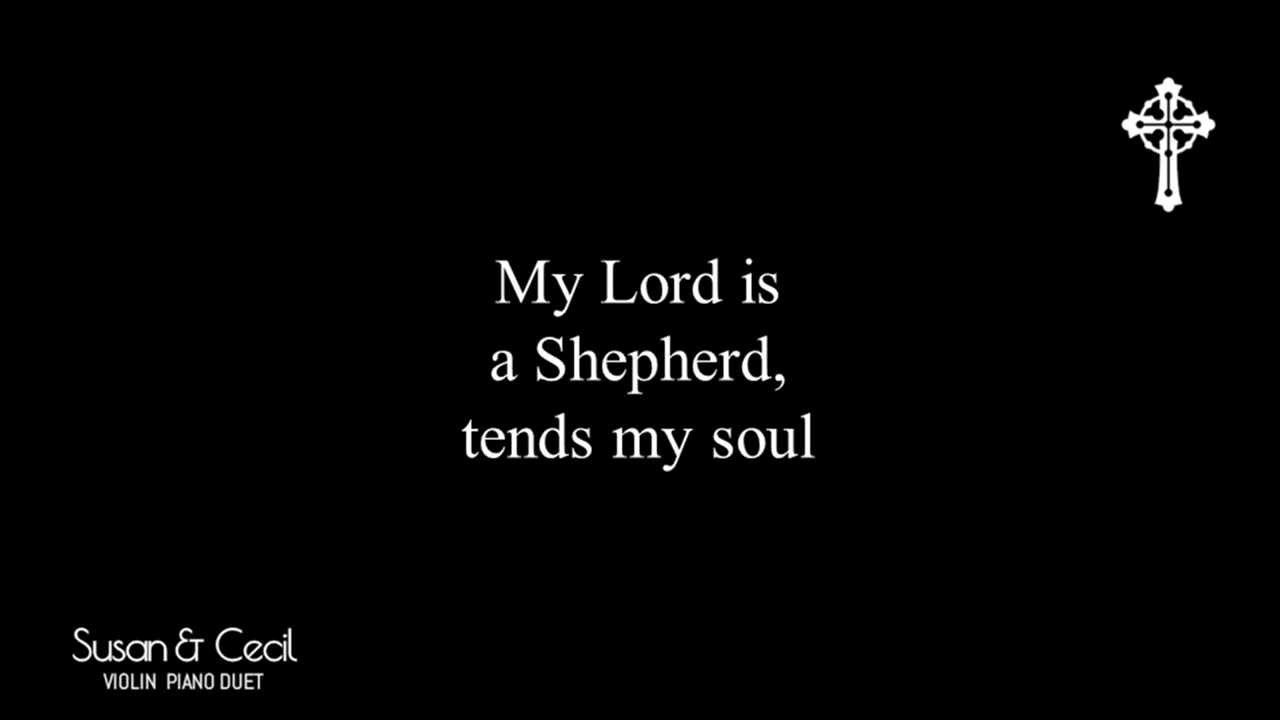 My Lord is
a Shepherd,
tends my soul
Susan & Cecil
VIOLIN PIANO DUET